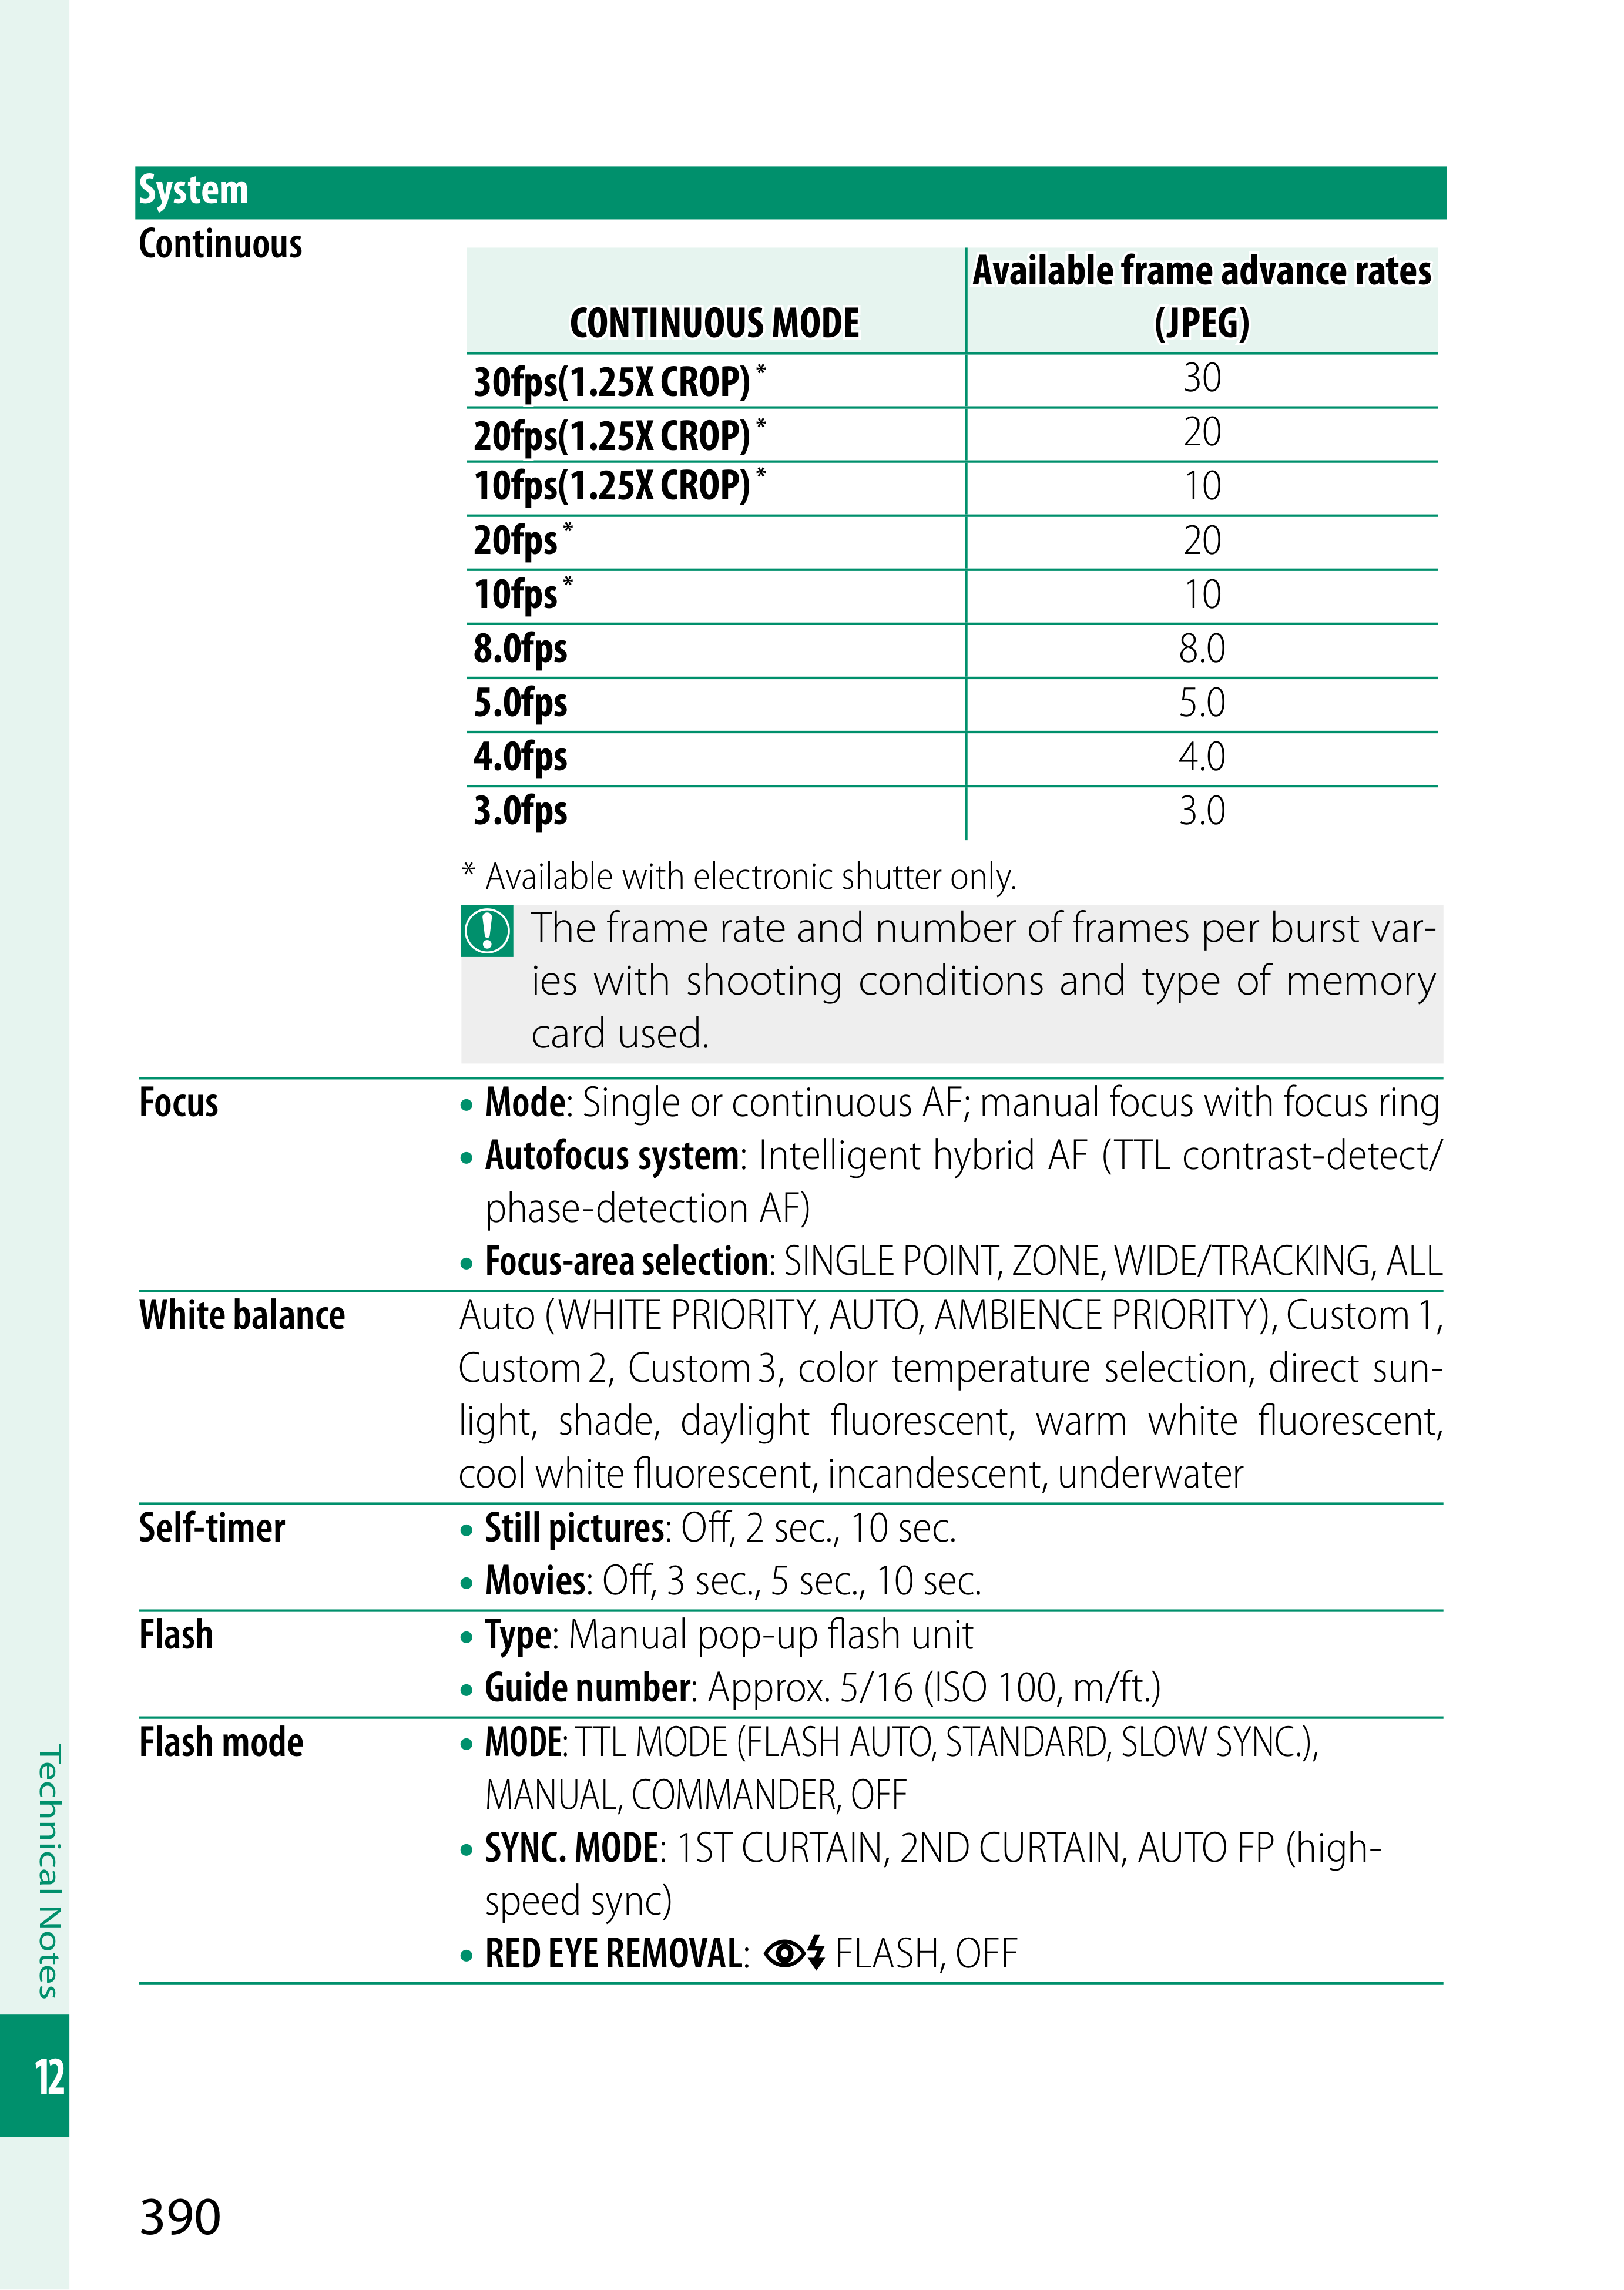 System
Continuous
CONTINUOUS MODE
Available frame advance rates
(JPEG)
30fps(1.25X CROP) * 30
20fps(1.25X CROP) * 20
10fps(1.25X CROP) * 10
20fps * 20
10fps * 10
8.0fps 8.0
5.0fps 5.0
4.0fps 4.0
3.0fps 3.0
* Available with electronic shutter only.
The frame rate and number of frames per burst var-
ies with shooting conditions and type of memory
card used.
Focus
• Mode: Single or continuous AF; manual focus with focus ring
• Autofocus system: Intelligent hybrid AF (TTL contrast-detect/
phase-detection AF)
• Focus-area selection: SINGLE POINT, ZONE, WIDE/TRACKING, ALL
White balance
Auto (WHITE PRIORITY, AUTO, AMBIENCE PRIORITY), Custom 1,
Custom 2, Custom 3, color temperature selection, direct sun-
light, shade, daylight fluorescent, warm white fluorescent,
cool white fluorescent, incandescent, underwater
Self-timer
• Still pictures: Off, 2 sec., 10 sec.
• Movies: Off, 3 sec., 5 sec., 10 sec.
Flash
• Type: Manual pop-up flash unit
• Guide number: Approx. 5/16 (ISO 100, m/ft.)
Flash mode
• MODE: TTL MODE (FLASH AUTO, STANDARD, SLOW SYNC.),
MANUAL, COMMANDER, OFF
• SYNC. MODE: 1ST CURTAIN, 2ND CURTAIN, AUTO FP (high-
speed sync)
• RED EYE REMOVAL: FLASH, OFF
Technical Notes
12
390